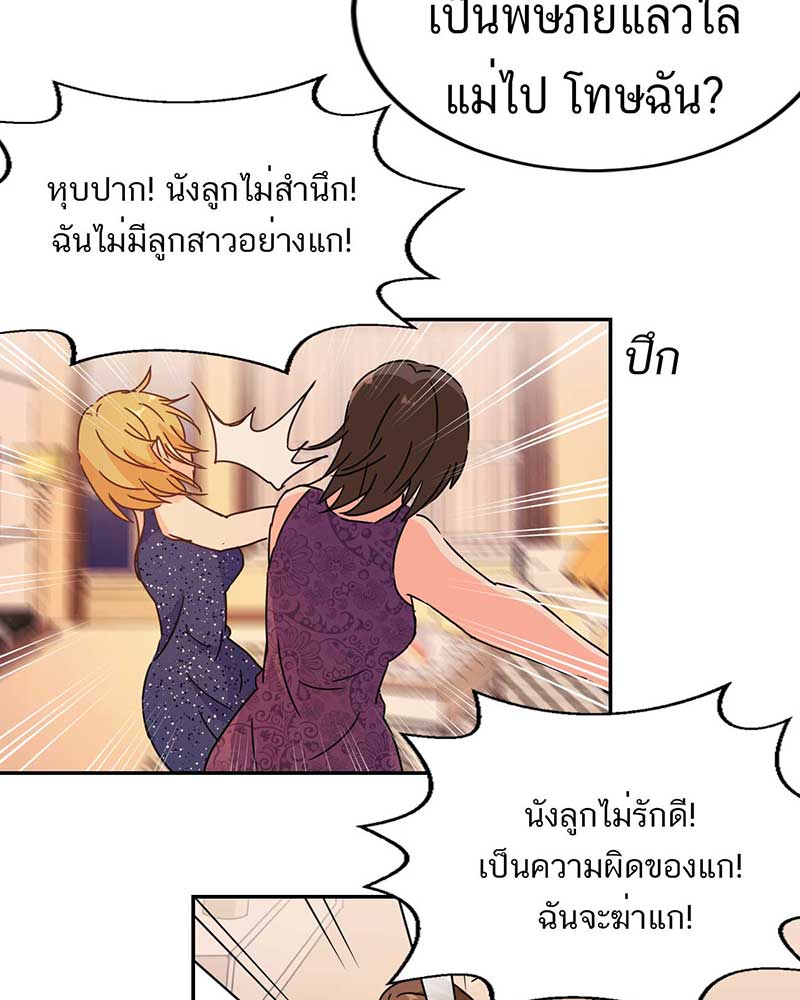 เป็นพิษภัยแล้วไล่
แม่ไป โทษฉัน?
หุบปาก! นังลูกไม่สำนึก!
ฉันไม่มีลูกสาวอย่างแก!
ปึก
นังลูกไม่รักดี!
เป็นความผิดของแก!
ฉันจะฆ่าแก!